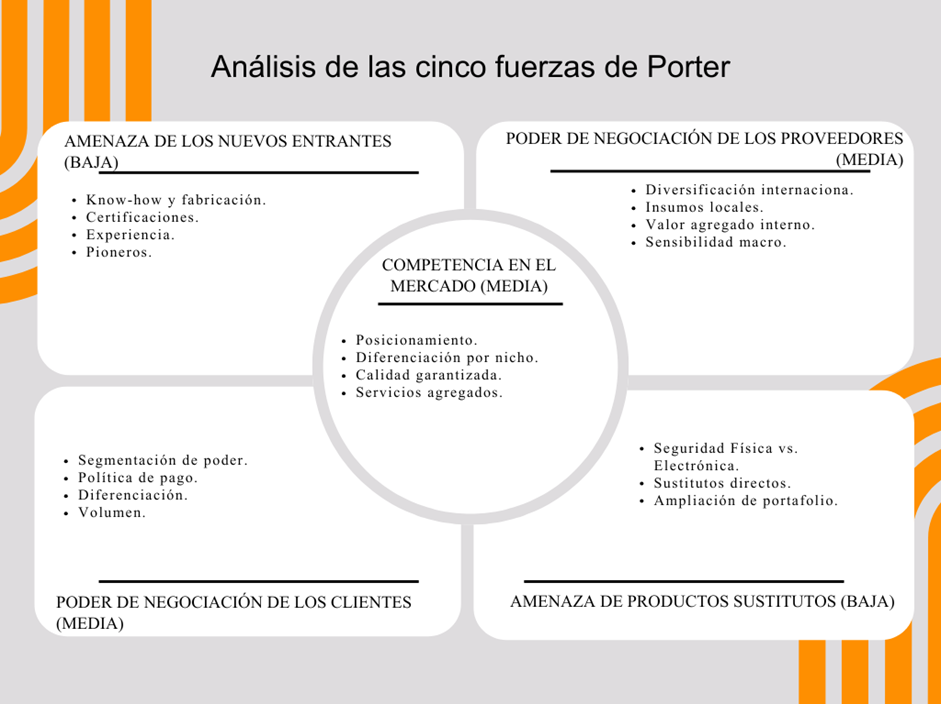 Análisis de las cinco fuerzas de Porter
AMENAZA DE LOS NUEVOS ENTRANTES
(BAJA)
• Know-how y fabricación.
• Certificaciones.
• Experiencia.
• Pioneros.
PODER DE NEGOCIACIÓN DE LOS PROVEEDORES
(MEDIA)
• Diversificación internaciona.
• Insumos locales.
• Valor agregado interno.
• Sensibilidad macro.
COMPETENCIA EN EL
MERCADO (MEDIA)
• Posicionamiento.
• Diferenciación por nicho.
• Calidad garantizada.
• Servicios agregados.
• Segmentación de poder.
• Política de pago.
• Diferenciación.
• Volumen.
PODER DE NEGOCIACIÓN DE LOS CLIENTES
(MEDIA)
• Seguridad Física vs.
Electrónica.
• Sustitutos directos.
• Ampliación de portafolio.
AMENAZA DE PRODUCTOS SUSTITUTOS (BAJA)